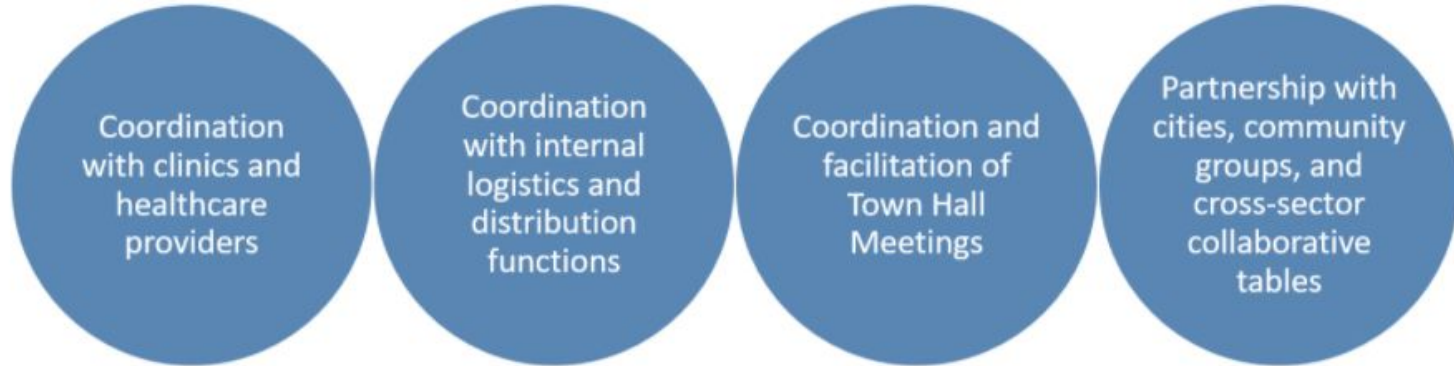 Coordination
with clinics and
healthcare
providers
Coordination
with internal
logistics and
distribution
functions
Coordination and
facilitation of
Town Hall
Meetings
Partnership with
cities, community
groups, and
cross-sector
collaborative
tables